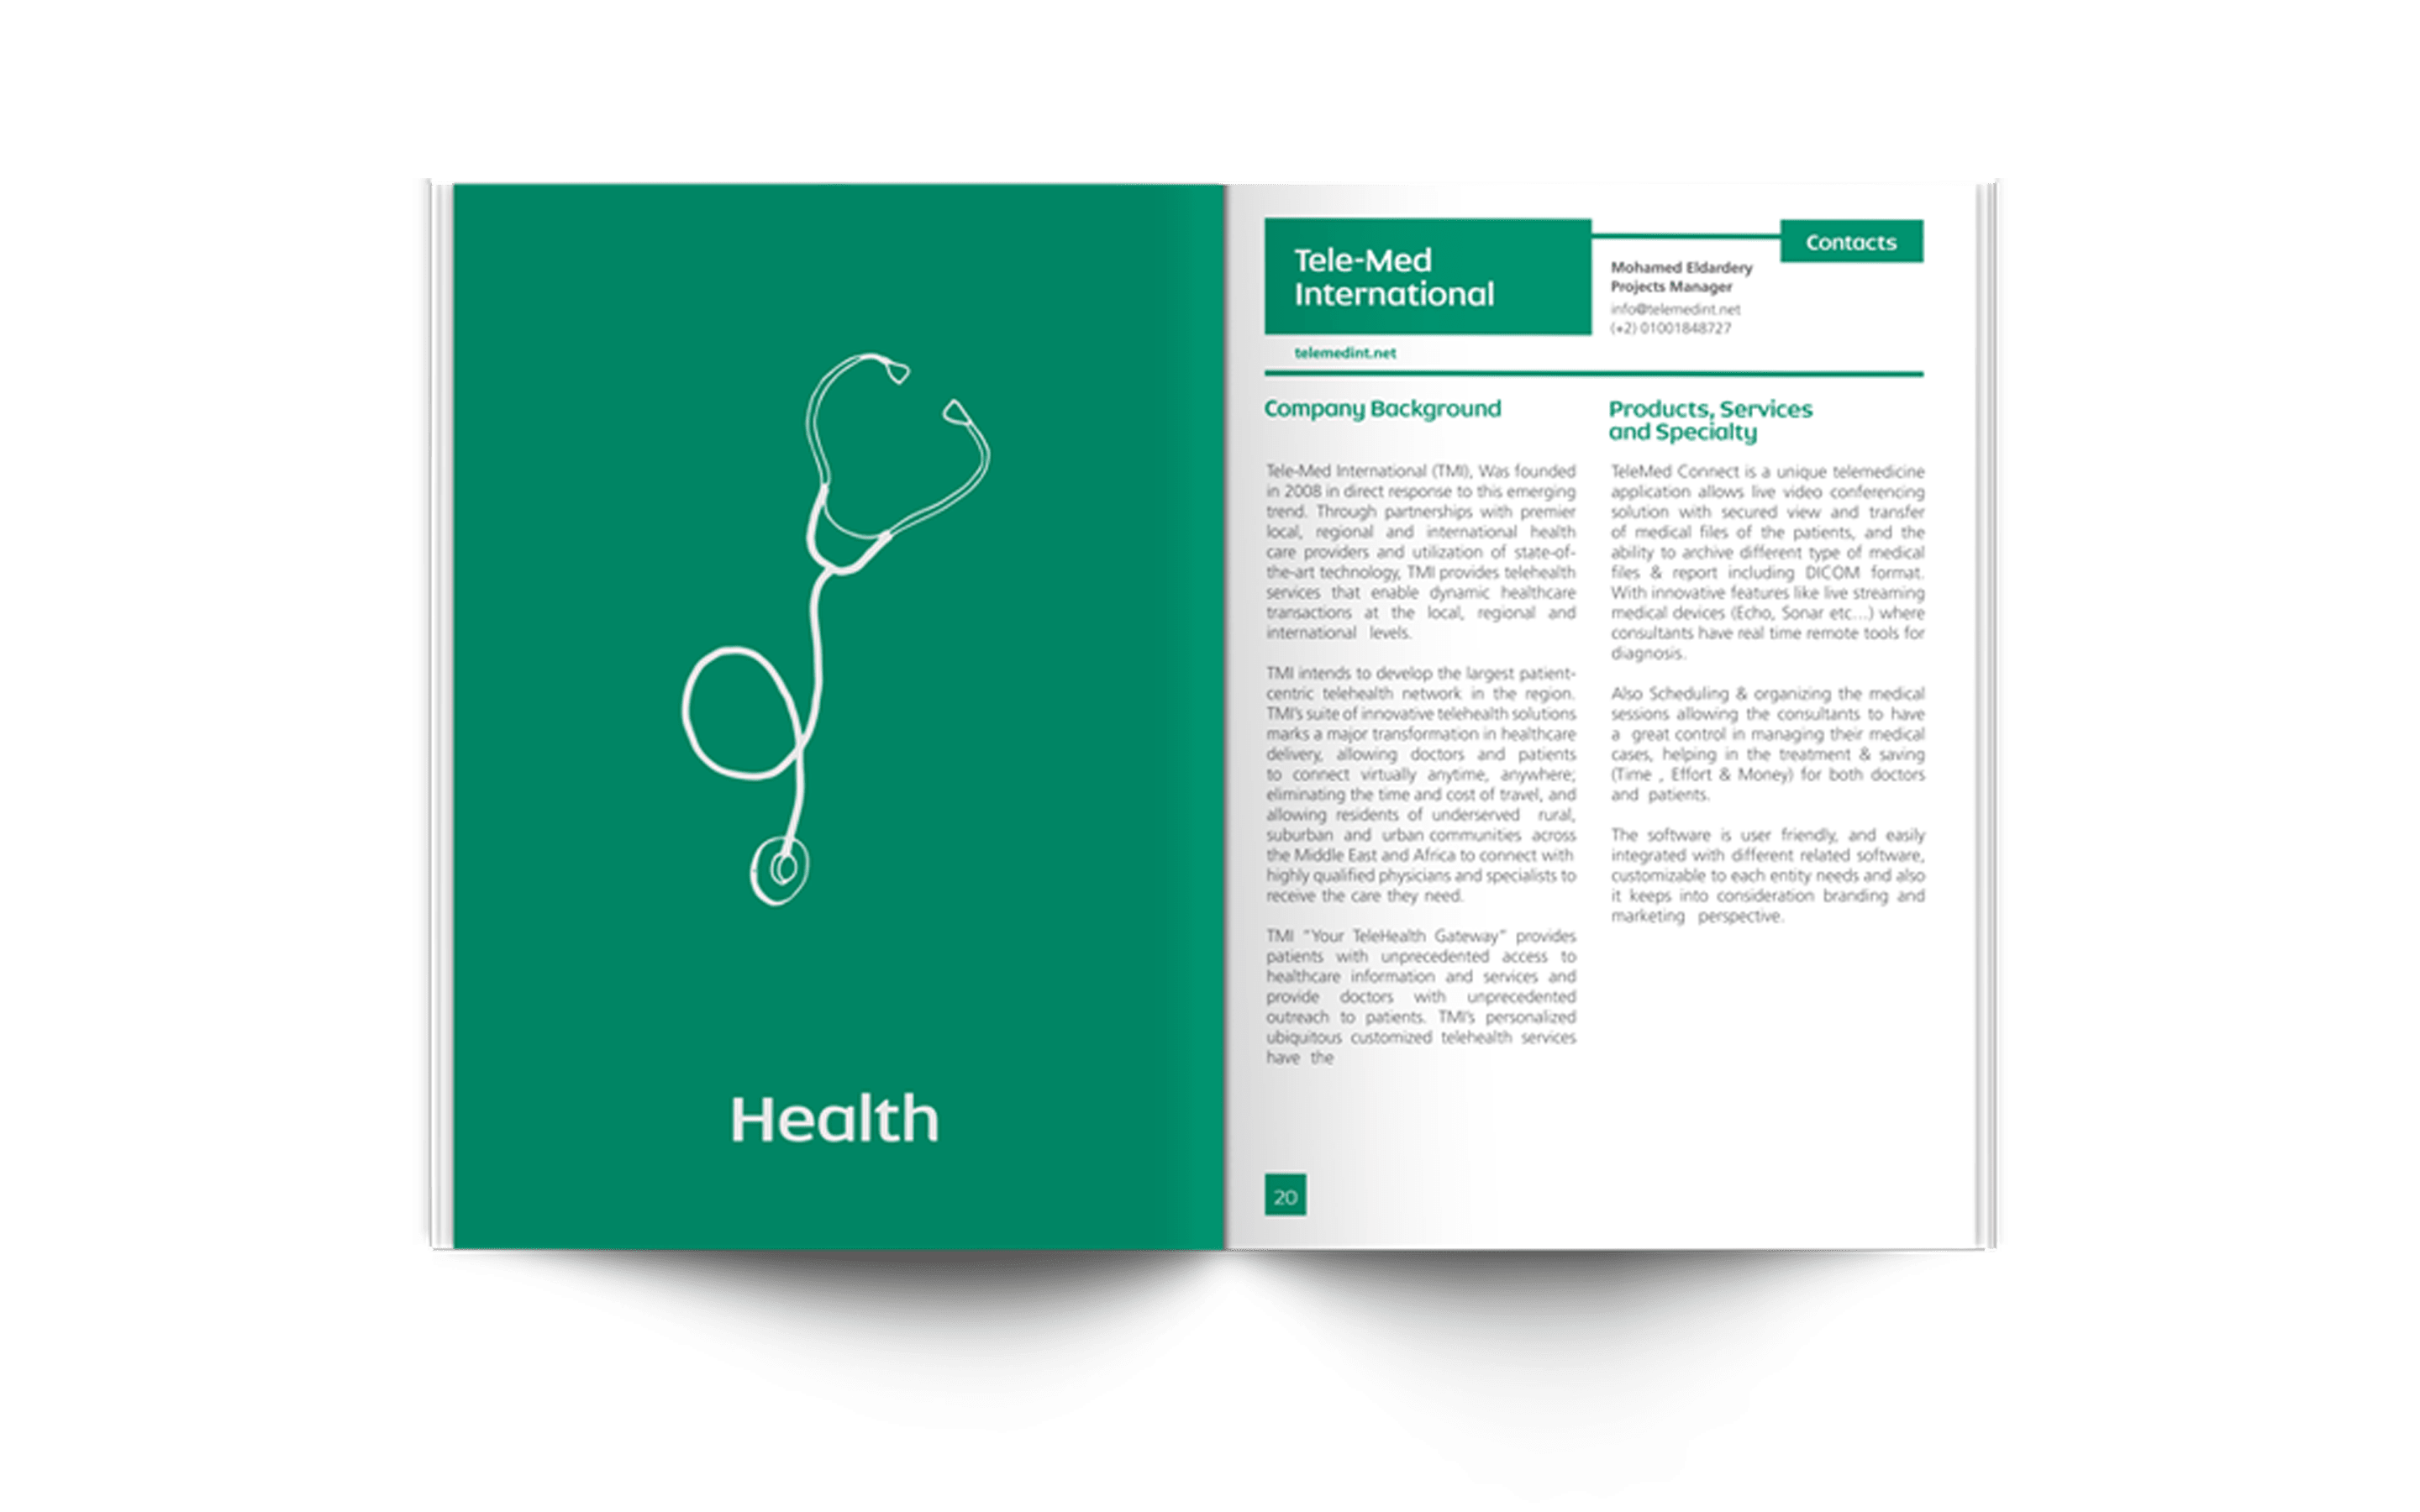 Health
Tele-Med
International
telemedint.net
Contacts
Mohamed Eldardery
Projects Manager
info@telemedint.net
(+2) 01001848727
Company Background
Tele-Med International (TMI), Was founded
in 2008 in direct response to this emerging
trend. Through partnerships with premier
local, regional and international health
care providers and utilization of state-of-
the-art technology, TMI provides telehealth
services that enable dynamic healthcare
transactions at the local, regional and
international levels.
TMI intends to develop the largest patient-
centric telehealth network in the region.
TMI's suite of innovative telehealth solutions
marks a major transformation in healthcare
delivery, allowing doctors and patients
to connect virtually anytime, anywhere;
eliminating the time and cost of travel, and
allowing residents of underserved rural,
suburban and urban communities across
the Middle East and Africa to connect with
highly qualified physicians and specialists to
receive the care they need.
TMI "Your TeleHealth Gateway" provides
patients with unprecedented access to
healthcare information and services and
provide doctors with unprecedented
outreach to patients. TMI's personalized
ubiquitous customized telehealth services
have the
Products, Services
and Specialty
TeleMed Connect is a unique telemedicine
application allows live video conferencing
solution with secured view and transfer
of medical files of the patients, and the
ability to archive different type of medical
files & report including DICOM format.
With innovative features like live streaming
medical devices (Echo, Sonar etc...) where
consultants have real time remote tools for
diagnosis.
Also Scheduling & organizing the medical
sessions allowing the consultants to have
a great control in managing their medical
cases, helping in the treatment & saving
(Time , Effort & Money) for both doctors
and patients.
The software is user friendly, and easily
integrated with different related software,
customizable to each entity needs and also
it keeps into consideration branding and
marketing perspective.
20